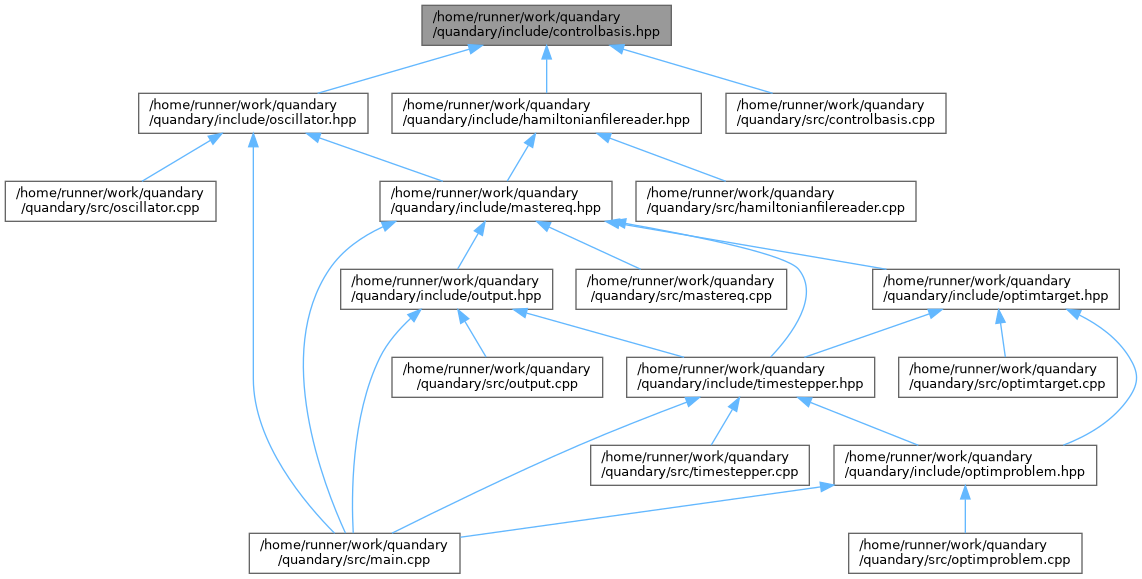 /home/runner/work/quandary
/quandary/include/controlbasis.hpp
/home/runner/work/quandary
/quandary/include/oscillator.hpp
/home/runner/work/quandary
/quandary/include/hamiltonianfilereader.hpp
/home/runner/work/quandary
/quandary/src/controlbasis.cpp
/home/runner/work/quandary
/quandary/src/oscillator.cpp
/home/runner/work/quandary
/quandary/include/mastereq.hpp
/home/runner/work/quandary
/quandary/src/hamiltonianfilereader.cpp
/home/runner/work/quandary
/quandary/include/output.hpp
/home/runner/work/quandary
/quandary/src/mastereq.cpp
/home/runner/work/quandary
/quandary/include/optimtarget.hpp
/home/runner/work/quandary
/quandary/src/output.cpp
/home/runner/work/quandary
/quandary/include/timestepper.hpp
/home/runner/work/quandary
/quandary/src/optimtarget.cpp
/home/runner/work/quandary
/quandary/src/timestepper.cpp
/home/runner/work/quandary
/quandary/include/optimproblem.hpp
/home/runner/work/quandary
/quandary/src/main.cpp
/home/runner/work/quandary
/quandary/src/optimproblem.cpp